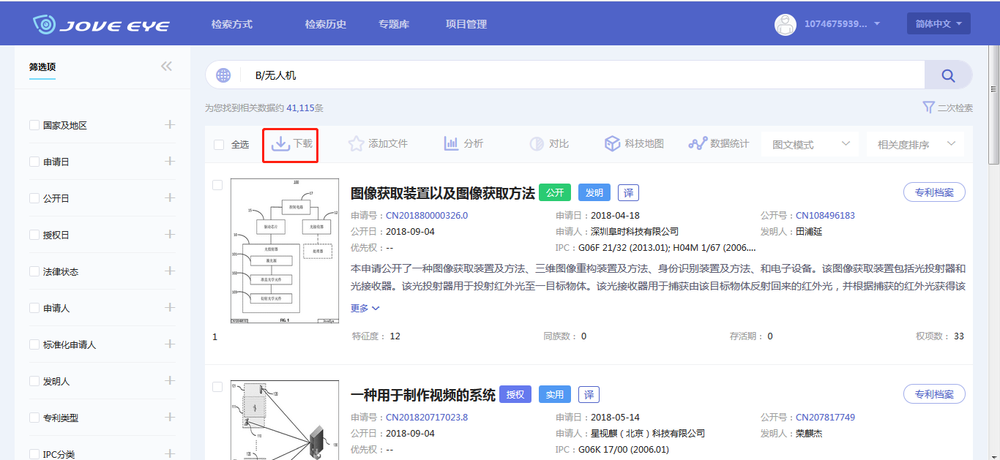 JOVE EYE 检索方式 检索历史 专题库 项目管理 1074675939... 简体中文
筛选项
B/无人机
为您找到相关数据约 41,115条 二次检索
国家及地区
申请日
公开日
授权日
法律状态
申请人
标准化申请人
发明人
专利类型
IPC分类
全选 下载 添加文件 分析 对比 科技地图 数据统计 图文模式 相关度排序
图像获取装置以及图像获取方法 公开 发明 译 专利档案
申请号：CN201880000326.0 申请日：2018-04-18 公开号：CN108496183
公开日：2018-09-04 申请人：深圳阜时科技有限公司 发明人：田浦延
优先权：-- IPC：G06F 21/32 (2013.01); H04M 1/67 (2006....
本申请公开了一种图像获取装置及方法、三维图像重构装置及方法、身份识别装置及方法、和电子设备。该图像获取装置包括光投射器和
光接收器。该光投射器用于投射红外光至一目标物体。该光接收器用于捕获由该目标物体反射回来的红外光，并根据捕获的红外光获得该
更多
1
特征度：12 同族数：0 存活期：0 权项数：33
100
17
控制电路
15
12
驱动芯片
光接收器
10
光投射器
处理器
101
激光源
102
准直光学元件
103
衍射光学元件
FIG. 1
JoveEye
一种用于制作视频的系统 授权 实用 译 专利档案
申请号：CN201820717023.8 申请日：2018-05-14 公开号：CN207817749
公开日：2018-09-04 申请人：星视麒（北京）科技有限公司 发明人：荣麒杰
优先权：-- IPC：G06K 17/00 (2006.01)
120
110